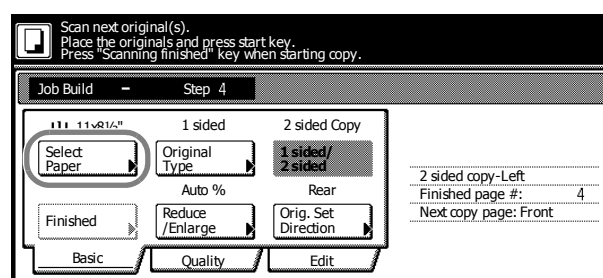 Scan next original(s).
Place the originals and press start key.
Press "Scanning finished" key when starting copy.
Job Build - Step 4
11x8½" 1 sided 2 sided Copy
Select Paper
Original Type
1 sided/ 2 sided
Auto % Rear
Finished
Reduce /Enlarge
Orig. Set Direction
Basic Quality Edit
2 sided copy-Left
Finished page #: 4
Next copy page: Front